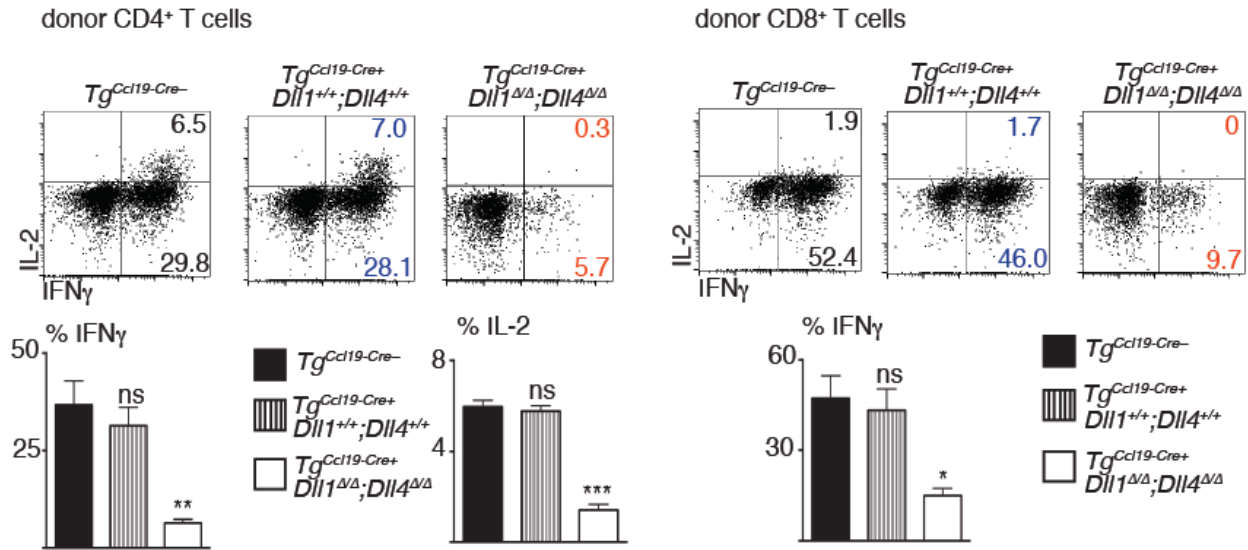 donor CD4⁺ T cells
Tg^Ccl19-Cre–
Tg^Ccl19-Cre+
Dll1^+/+;Dll4^+/+
Tg^Ccl19-Cre+
Dll1^Δ/Δ;Dll4^Δ/Δ
6.5
7.0
0.3
29.8
28.1
5.7
IL-2
IFNγ
donor CD8⁺ T cells
Tg^Ccl19-Cre–
Tg^Ccl19-Cre+
Dll1^+/+;Dll4^+/+
Tg^Ccl19-Cre+
Dll1^Δ/Δ;Dll4^Δ/Δ
1.9
1.7
0
52.4
46.0
9.7
IL-2
IFNγ
% IFNγ
50
25
ns
**
Tg^Ccl19-Cre–
Tg^Ccl19-Cre+
Dll1^+/+;Dll4^+/+
Tg^Ccl19-Cre+
Dll1^Δ/Δ;Dll4^Δ/Δ
% IL-2
8
4
ns
***
% IFNγ
60
30
ns
*
Tg^Ccl19-Cre–
Tg^Ccl19-Cre+
Dll1^+/+;Dll4^+/+
Tg^Ccl19-Cre+
Dll1^Δ/Δ;Dll4^Δ/Δ